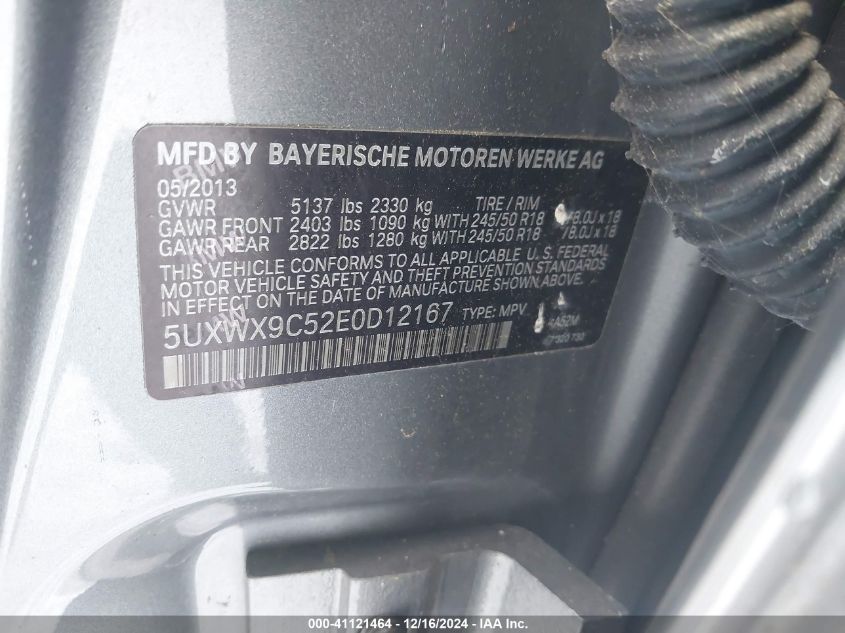 MFD BY BAYERISCHE MOTOREN WERKE AG
05/2013
GVWR 5137 lbs 2330 kg TIRE / RIM
GAWR FRONT 2403 lbs 1090 kg WITH 245/50 R18 /8.0J x 18
GAWR REAR 2822 lbs 1280 kg WITH 245/50 R18 /8.0J x 18
THIS VEHICLE CONFORMS TO ALL APPLICABLE U. S. FEDERAL
MOTOR VEHICLE SAFETY AND THEFT PREVENTION STANDARDS
IN EFFECT ON THE DATE OF MANUFACTURE SHOWN ABOVE.
5UXWX9C52E0D12167 TYPE: MPV
000-41121464 - 12/16/2024 - IAA Inc.